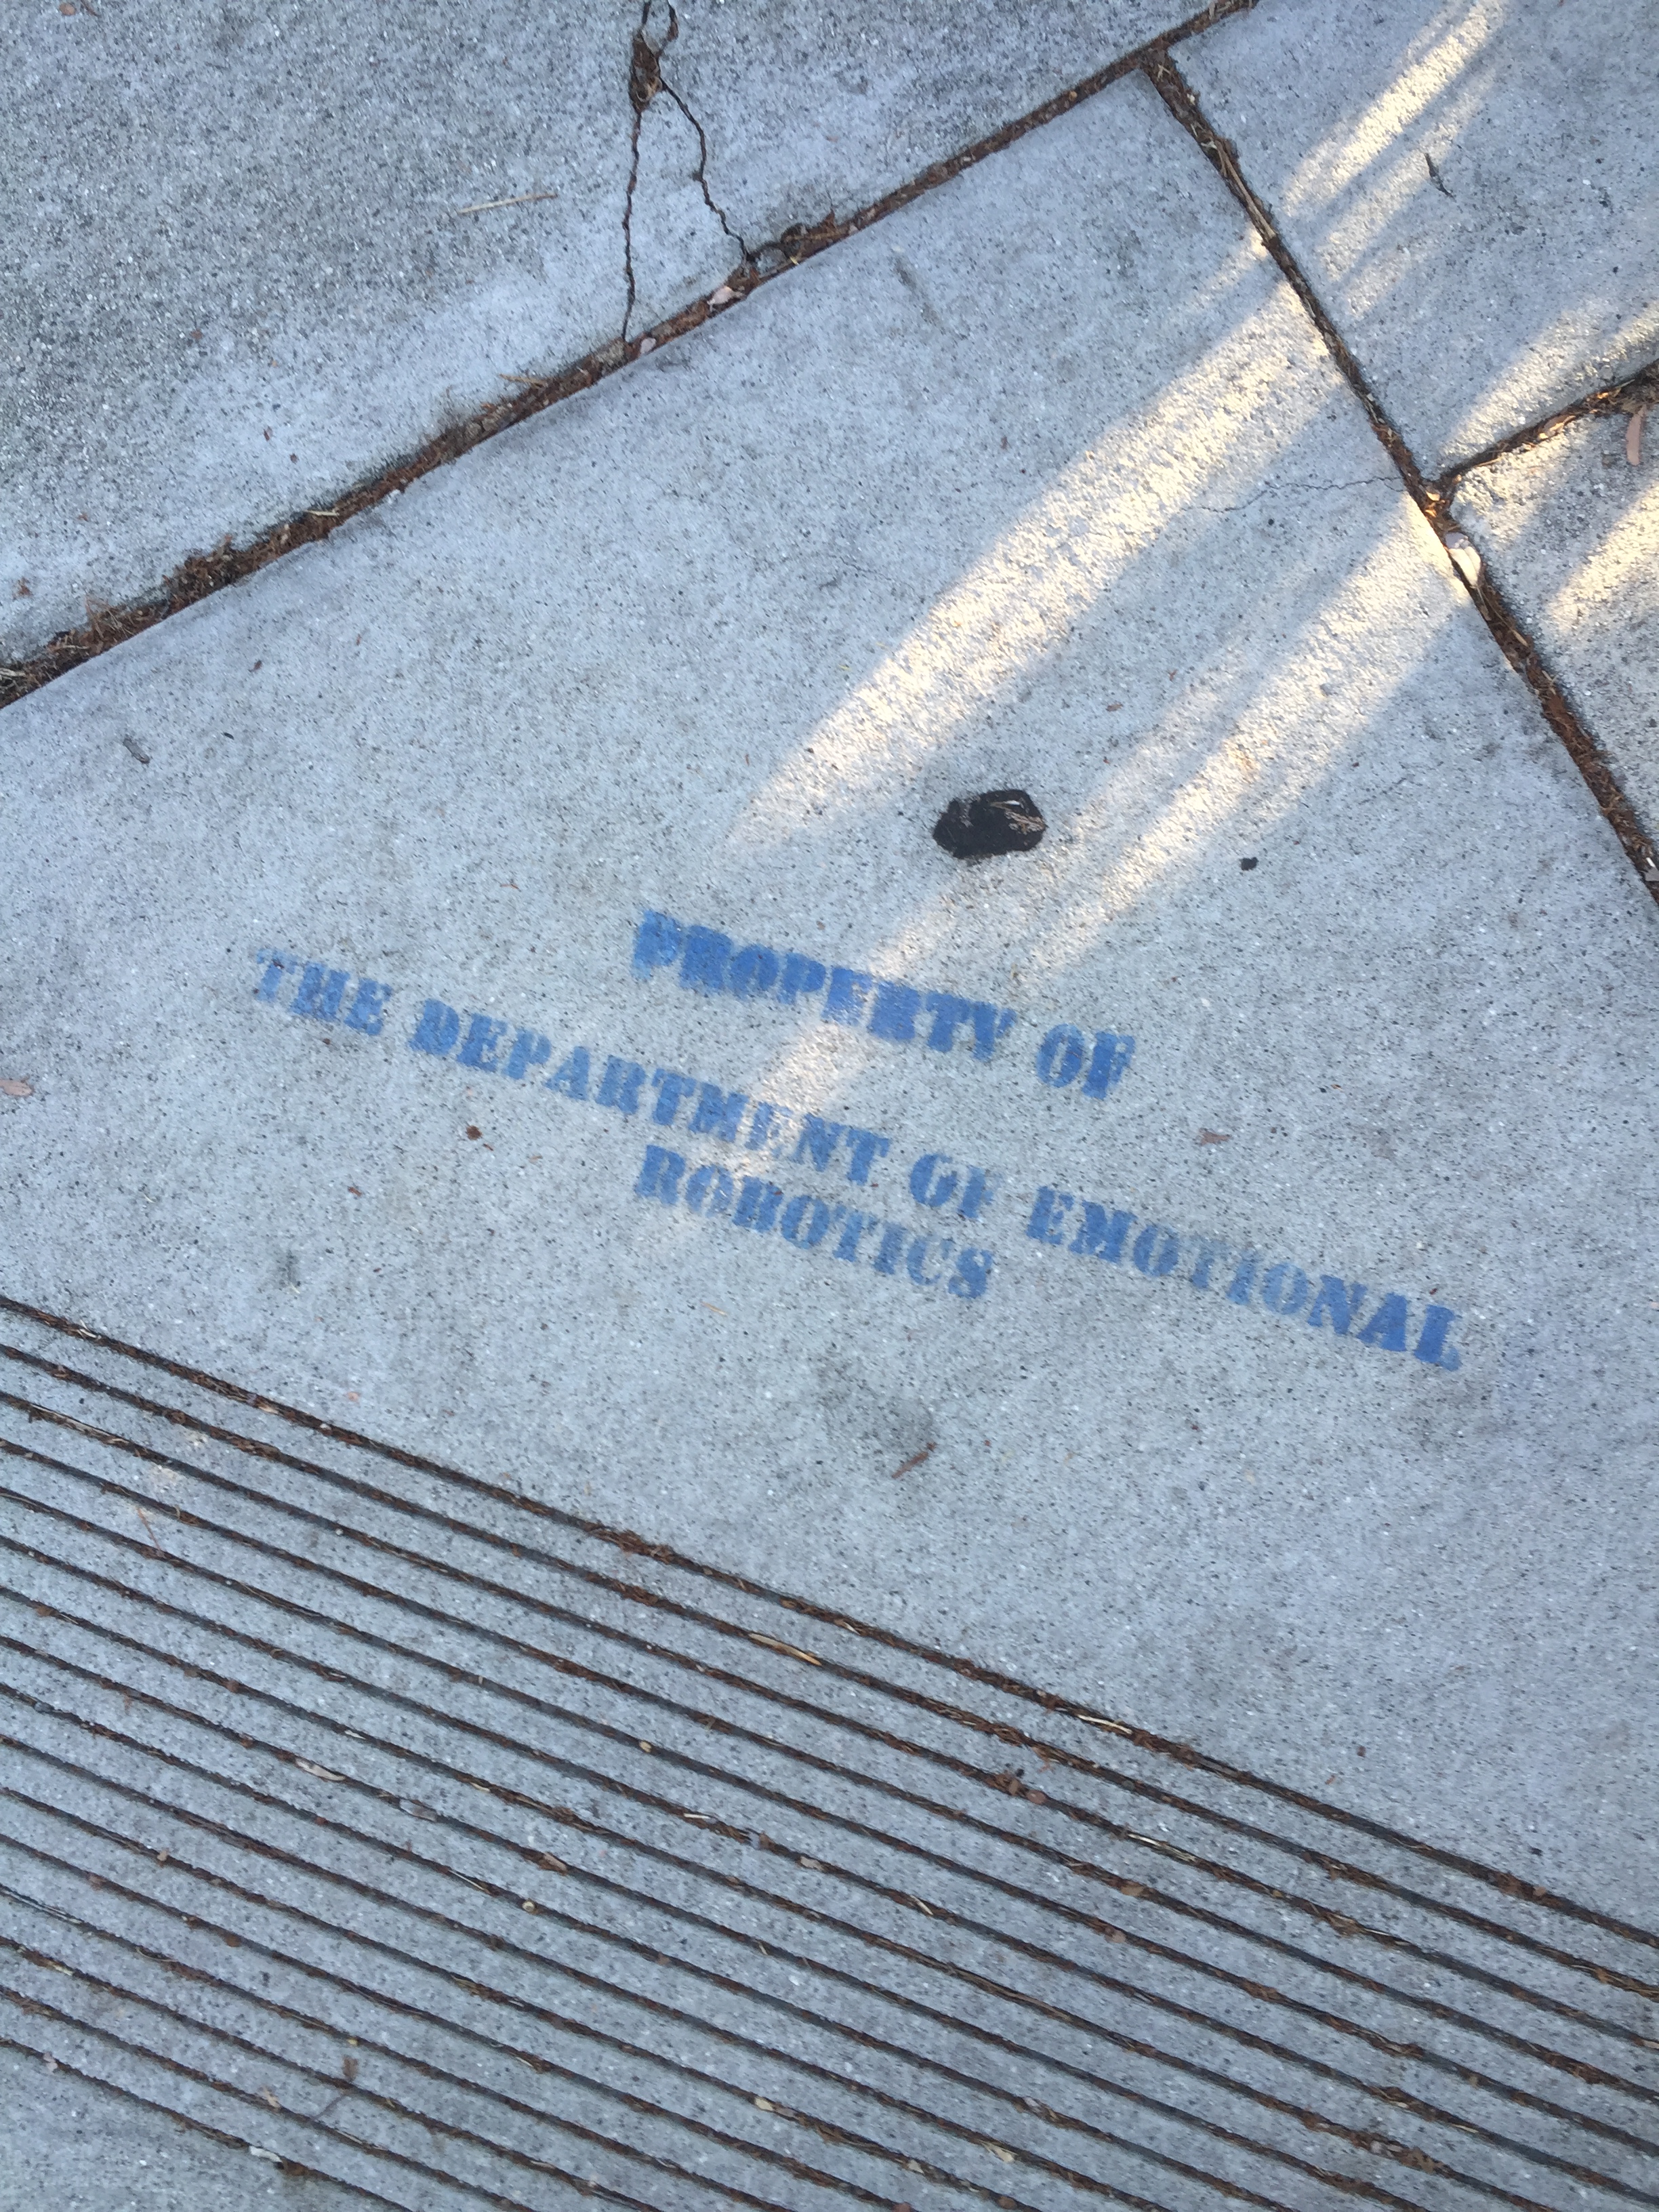 PROPERTY OF
THE DEPARTMENT OF EMOTIONAL
ROBOTICS